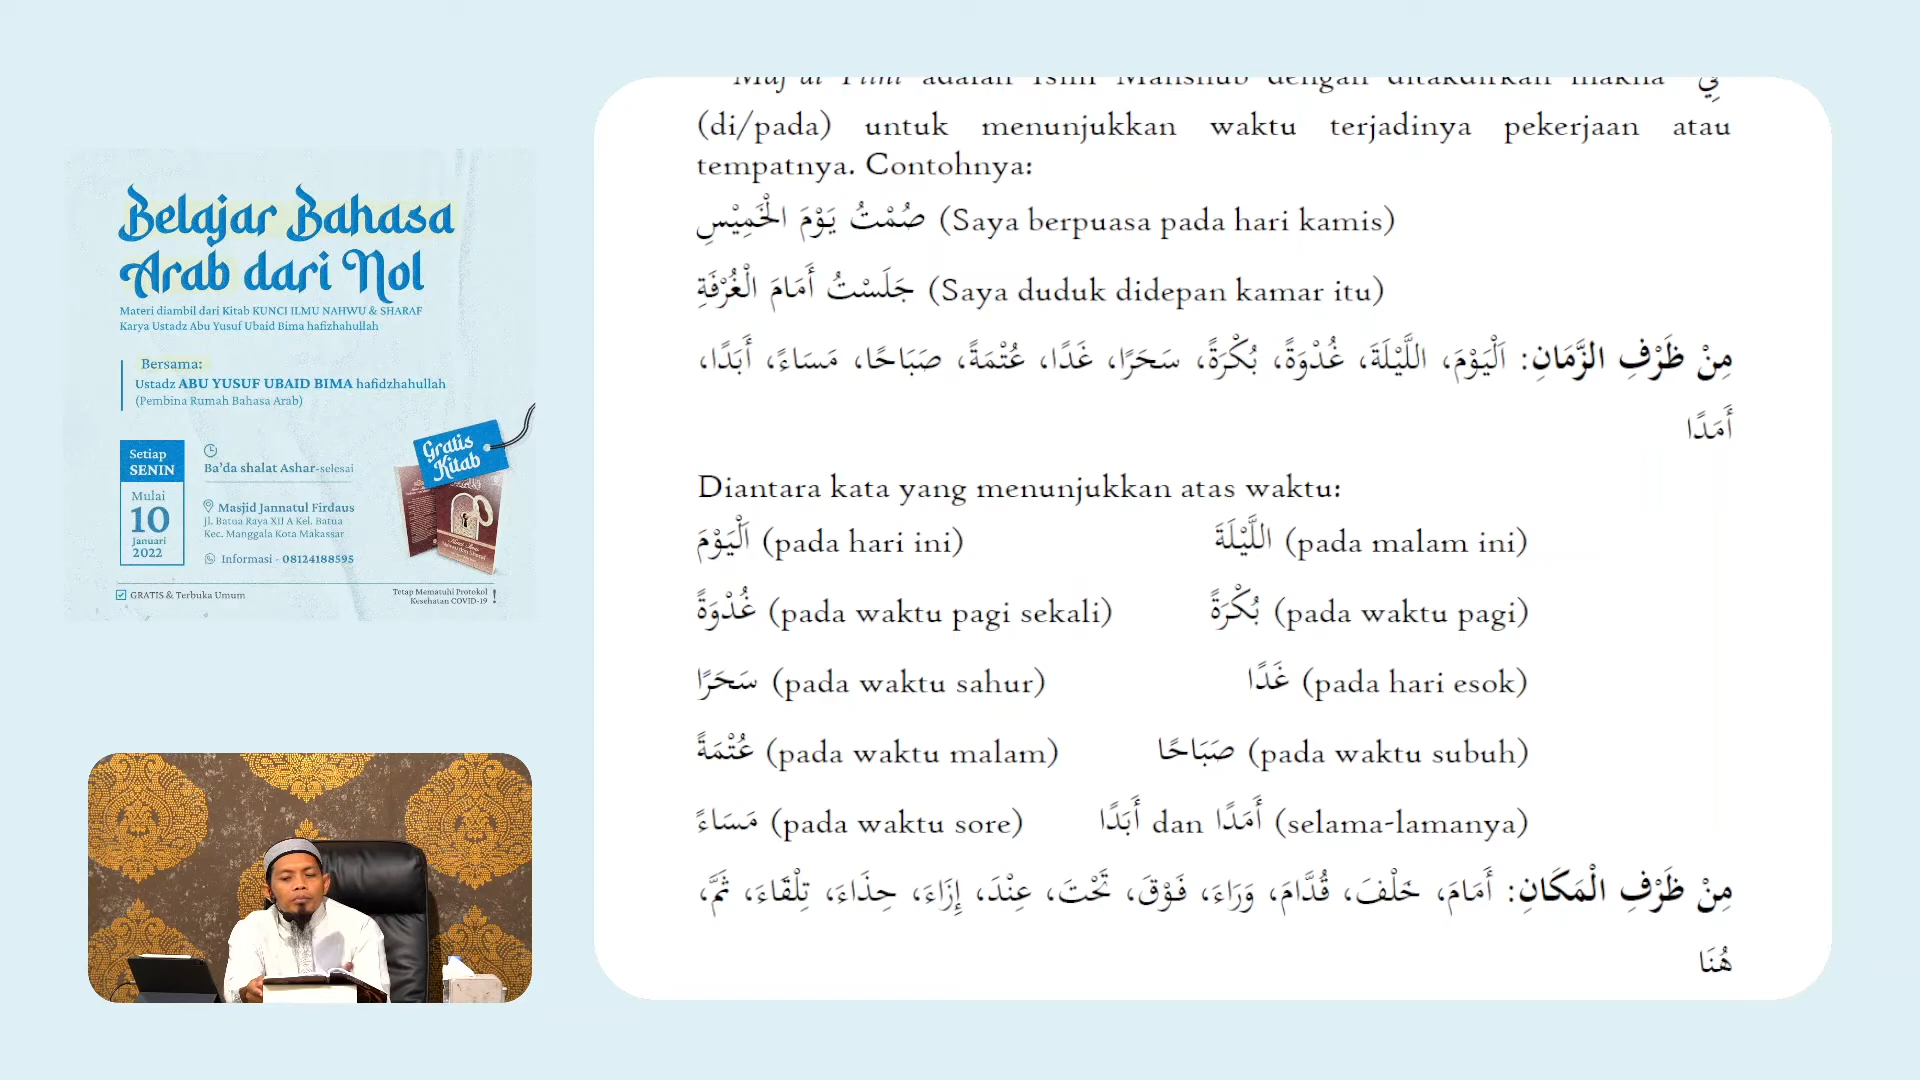 Belajar Bahasa
Arab dari Nol
Materi diambil dari Kitab KUNCI ILMU NAHWU & SHARAF
Karya Ustadz Abu Yusuf Ubaid Bima hafizhahullah
Bersama:
Ustadz ABU YUSUF UBAID BIMA hafidzhahullah
(Pembina Rumah Bahasa Arab)
Setiap
SENIN
Mulai
10
Januari
2022
Ba'da shalat Ashar-selesai
Masjid Jannatul Firdaus
Jl. Batua Raya XII A Kel. Batua
Kec. Manggala Kota Makassar
Informasi - 08124188595
Gratis
Kitab
GRATIS & Terbuka Umum
Tetap Mematuhi Protokol
Kesehatan COVID-19 !
adalah Isim Manshub dengan ditakdirkan makna فِي
(di/pada) untuk menunjukkan waktu terjadinya pekerjaan atau
tempatnya. Contohnya:
صُمْتُ يَوْمَ الْخَمِيْسِ (Saya berpuasa pada hari kamis)
جَلَسْتُ أَمَامَ الْغُرْفَةِ (Saya duduk didepan kamar itu)
مِنْ ظَرْفِ الزَّمَانِ: اَلْيَوْمَ، اللَّيْلَةَ، غُدْوَةً، بُكْرَةً، سَحَرًا، غَدًا، عُتْمَةً، صَبَاحًا، مَسَاءً، أَبَدًا،
أَمَدًا
Diantara kata yang menunjukkan atas waktu:
اَلْيَوْمَ (pada hari ini) اللَّيْلَةَ (pada malam ini)
غُدْوَةً (pada waktu pagi sekali) بُكْرَةً (pada waktu pagi)
سَحَرًا (pada waktu sahur) غَدًا (pada hari esok)
عُتْمَةً (pada waktu malam) صَبَاحًا (pada waktu subuh)
مَسَاءً (pada waktu sore) أَبَدًا dan أَمَدًا (selama-lamanya)
مِنْ ظَرْفِ الْمَكَانِ: أَمَامَ، خَلْفَ، قُدَّامَ، وَرَاءَ، فَوْقَ، تَحْتَ، عِنْدَ، إِزَاءَ، حِذَاءَ، تِلْقَاءَ، ثَمَّ،
هُنَا